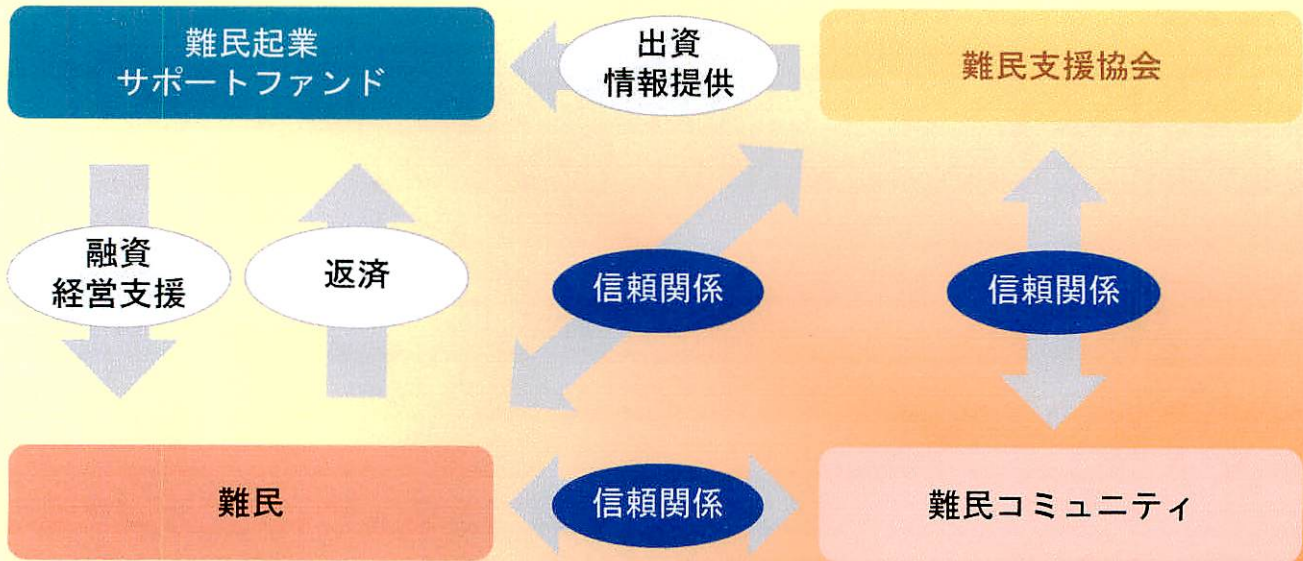 難民起業
サポートファンド
出資
情報提供
難民支援協会
融資
経営支援
返済
信頼関係
信頼関係
難民
信頼関係
難民コミュニティ